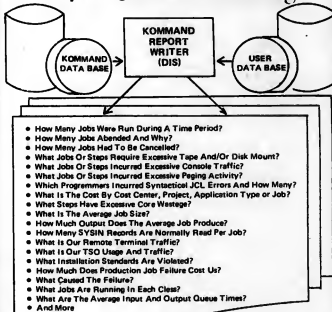 KOMMAND
REPORT
WRITER
(DIS)
KOMMAND
DATA BASE
USER
DATA BASE
• How Meny Jobs Were Run During A Time Period?
• How Meny Jobs Abended And Why?
• How Meny Jobs Had To Be Cancelled?
• What Jobs Or Steps Require Excessive Tape And/Or Disk Mount?
• What Jobs Or Steps Incurred Excessive Console Traffic?
• What Jobs Or Steps Incurred Excessive Peging Activity?
• Which Programmers Incurred Syntactical JCL Errors And How Many?
• What Is The Cost By Cost Center, Project, Application Type or Job?
• What Steps Have Excessive Core Westege?
• What Is The Average Job Size?
• How Much Output Does The Average Job Produce?
• How Meny SYSIN Records Are Normally Read Per Job?
• What Is Our Remote Terminal Traffic?
• What Is Our TSO Usage And Traffic?
• What Installation Standards Are Violated?
• How Much Does Production Job Failure Cost Us?
• What Caused The Failure?
• What Jobs Are Running In Each Cless?
• What Are The Average Input And Output Queue Times?
• And More